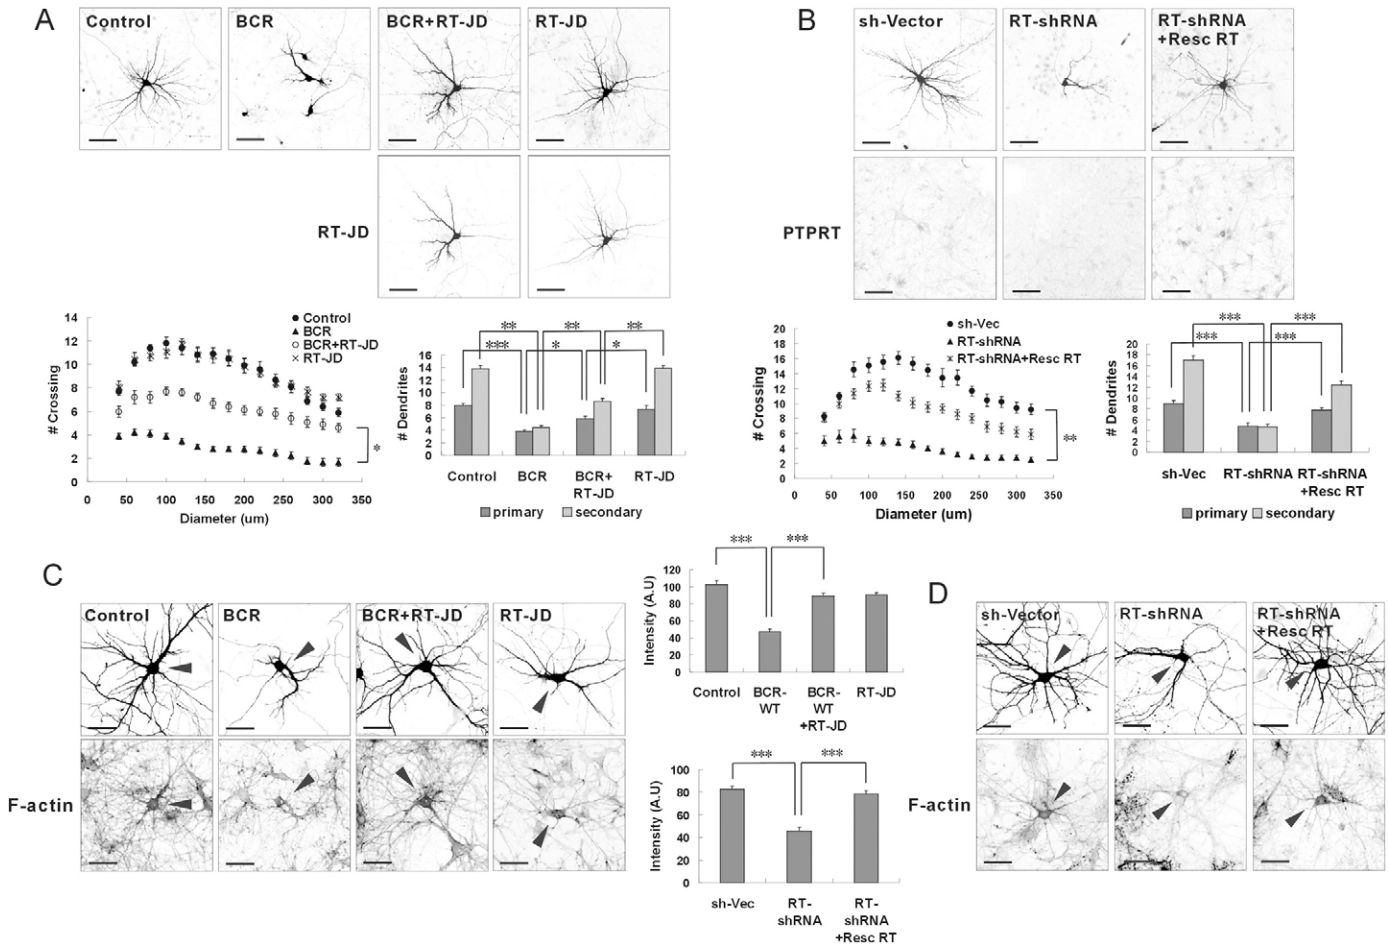 A
Control
BCR
BCR+RT-JD
RT-JD
RT-JD
14
12
10
8
6
4
2
0
# Crossing
0 50 100 150 200 250 300 350
Diameter (um)
Control
BCR
BCR+RT-JD
RT-JD
*
16
14
12
10
8
6
4
2
0
# Dendrites
** ** **
*** * *
Control BCR BCR+ RT-JD
RT-JD
primary secondary
B
sh-Vector
RT-shRNA
RT-shRNA
+Resc RT
PTPRT
20
18
16
14
12
10
8
6
4
2
0
# Crossing
0 50 100 150 200 250 300 350
Diameter (um)
sh-Vec
RT-shRNA
RT-shRNA+Resc RT
**
20
18
16
14
12
10
8
6
4
2
0
# Dendrites
*** ***
*** ***
sh-Vec RT-shRNA RT-shRNA
+Resc RT
primary secondary
C
Control
BCR
BCR+RT-JD
RT-JD
F-actin
*** ***
120
100
80
60
40
20
0
Intensity (A.U)
Control BCR- BCR- RT-JD
WT WT
+RT-JD
*** ***
100
80
60
40
20
0
Intensity (A.U)
sh-Vec RT- RT-
shRNA shRNA
+Resc RT
D
sh-Vector
RT-shRNA
RT-shRNA
+Resc RT
F-actin